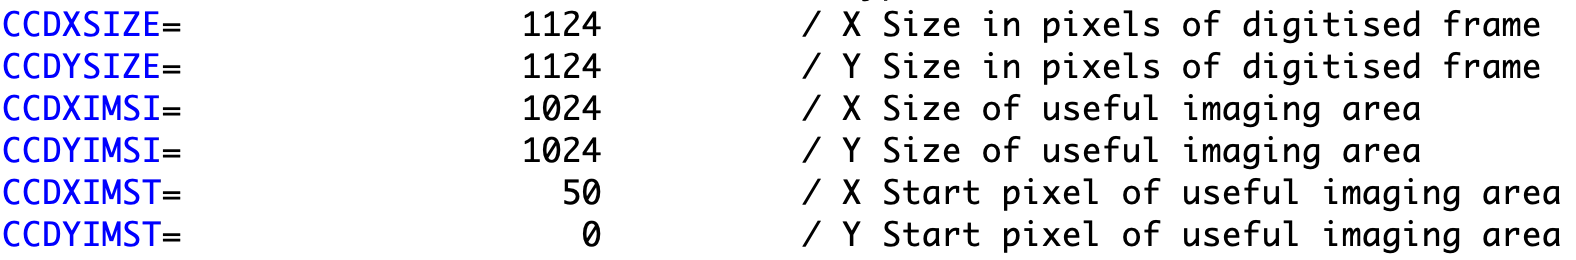 CCDXSIZE= 1124 / X Size in pixels of digitised frame
CCDYSIZE= 1124 / Y Size in pixels of digitised frame
CCDXIMSI= 1024 / X Size of useful imaging area
CCDYIMSI= 1024 / Y Size of useful imaging area
CCDXIMST= 50 / X Start pixel of useful imaging area
CCDYIMST= 0 / Y Start pixel of useful imaging area